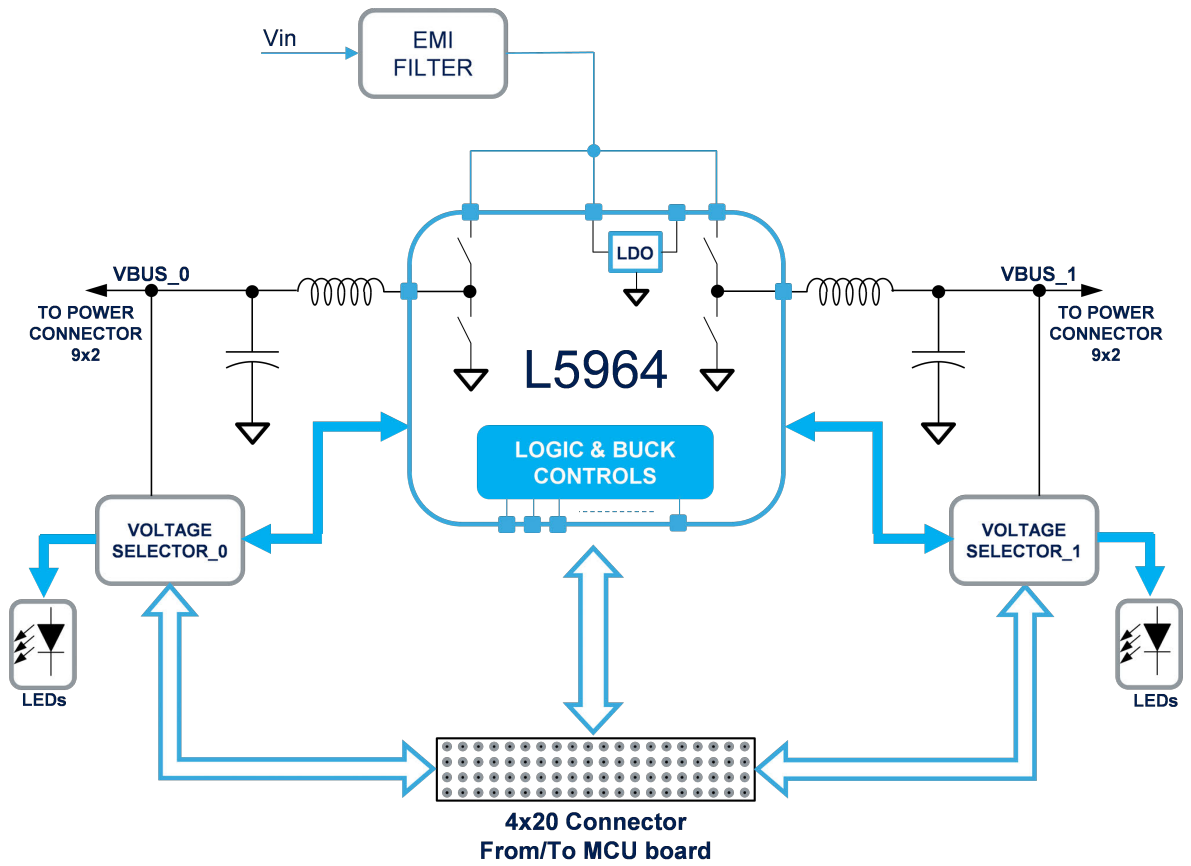 Vin
EMI
FILTER
LDO
VBUS_0
TO POWER
CONNECTOR
9x2
VBUS_1
TO POWER
CONNECTOR
9x2
L5964
LOGIC & BUCK
CONTROLS
VOLTAGE
SELECTOR_0
VOLTAGE
SELECTOR_1
LEDs
LEDs
4x20 Connector
From/To MCU board